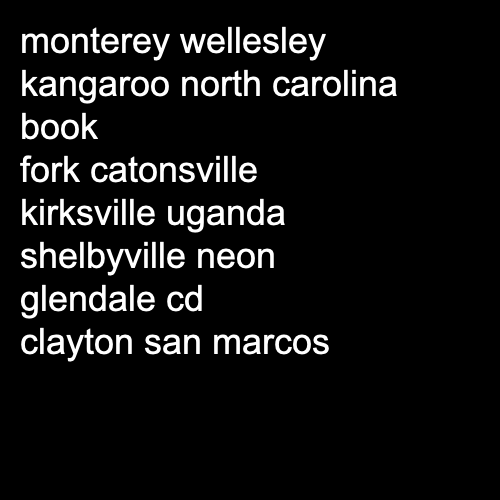 monterey wellesley
kangaroo north carolina
book
fork catonsville
kirksville uganda
shelbyville neon
glendale cd
clayton san marcos